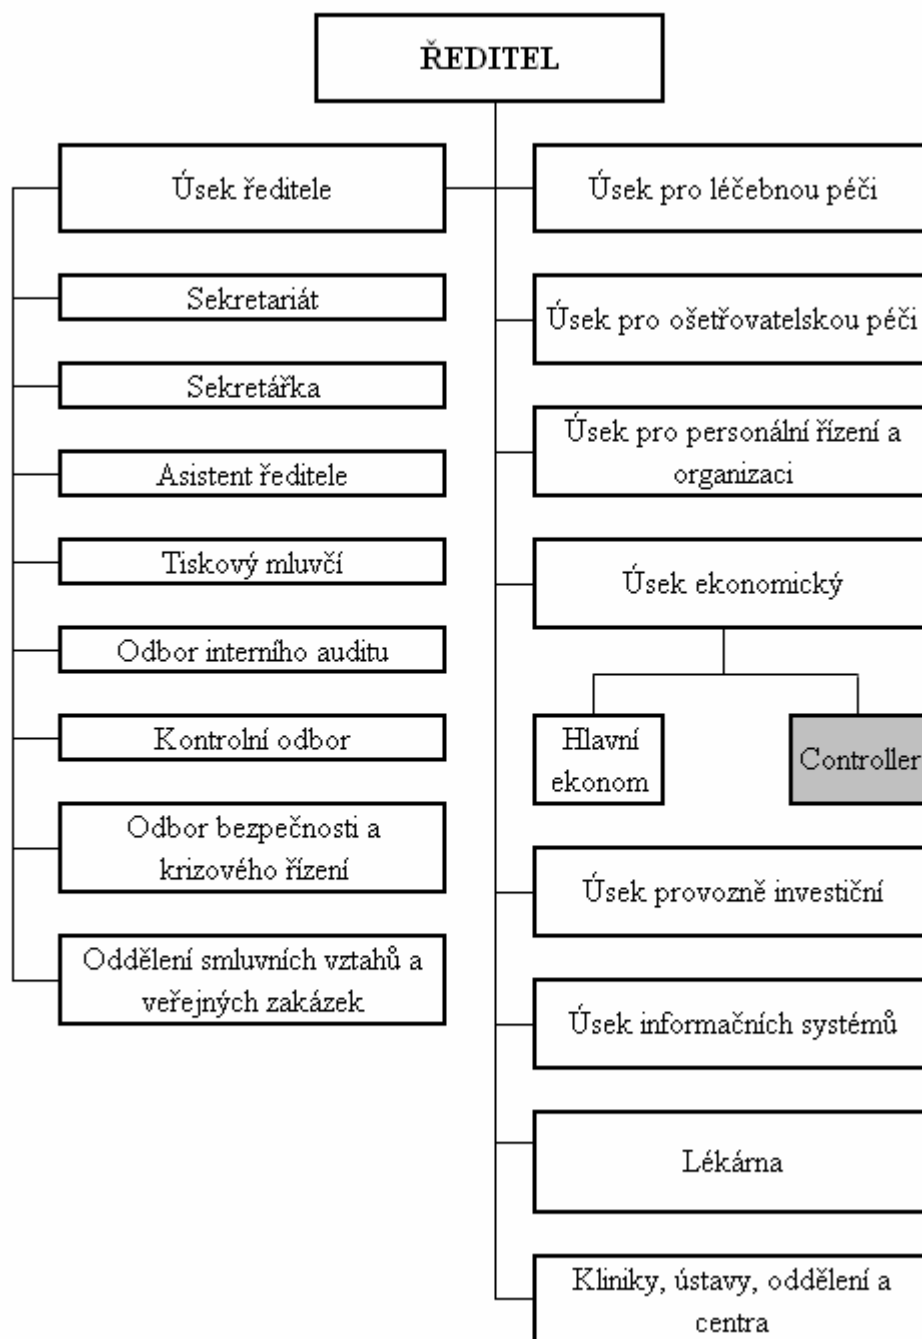 ŘEDITEL
Úsek ředitele
Sekretariát
Sekretářka
Asistent ředitele
Tiskový mluvčí
Odbor interního auditu
Kontrolní odbor
Odbor bezpečnosti a
krizového řízení
Oddělení smluvních vztahů a
veřejných zakázek
Úsek pro léčebnou péči
Úsek pro ošetřovatelskou péči
Úsek pro personální řízení a
organizaci
Úsek ekonomický
Hlavní
ekonom
Controller
Úsek provozně investiční
Úsek informačních systémů
Lékárna
Kliniky, ústavy, oddělení a
centra